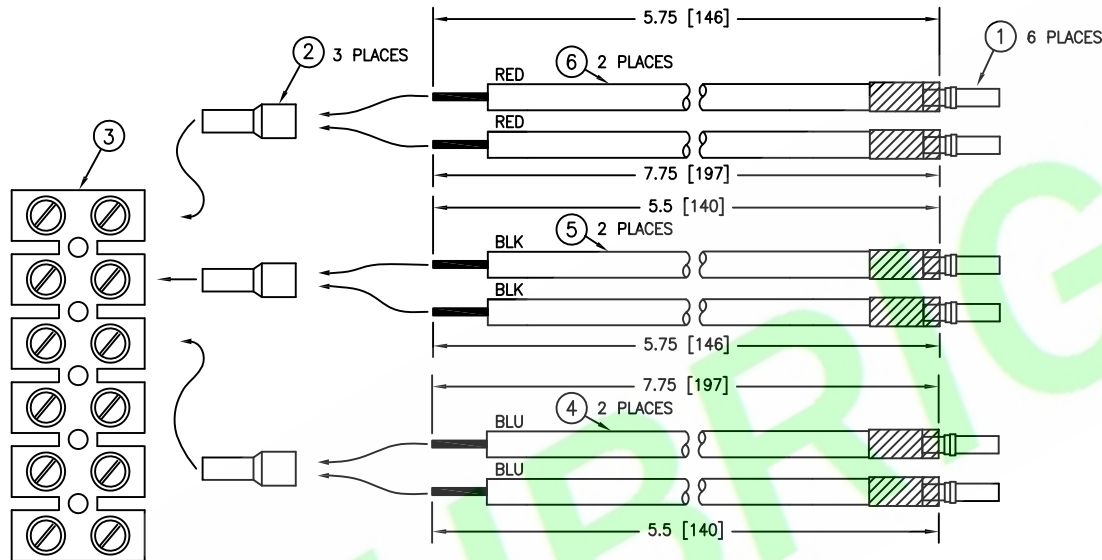 5.75 [146]
1 6 PLACES
2 3 PLACES
6 2 PLACES
RED
RED
3
7.75 [197]
5.5 [140]
5 2 PLACES
BLK
BLK
5.75 [146]
7.75 [197]
4 2 PLACES
BLU
BLU
5.5 [140]